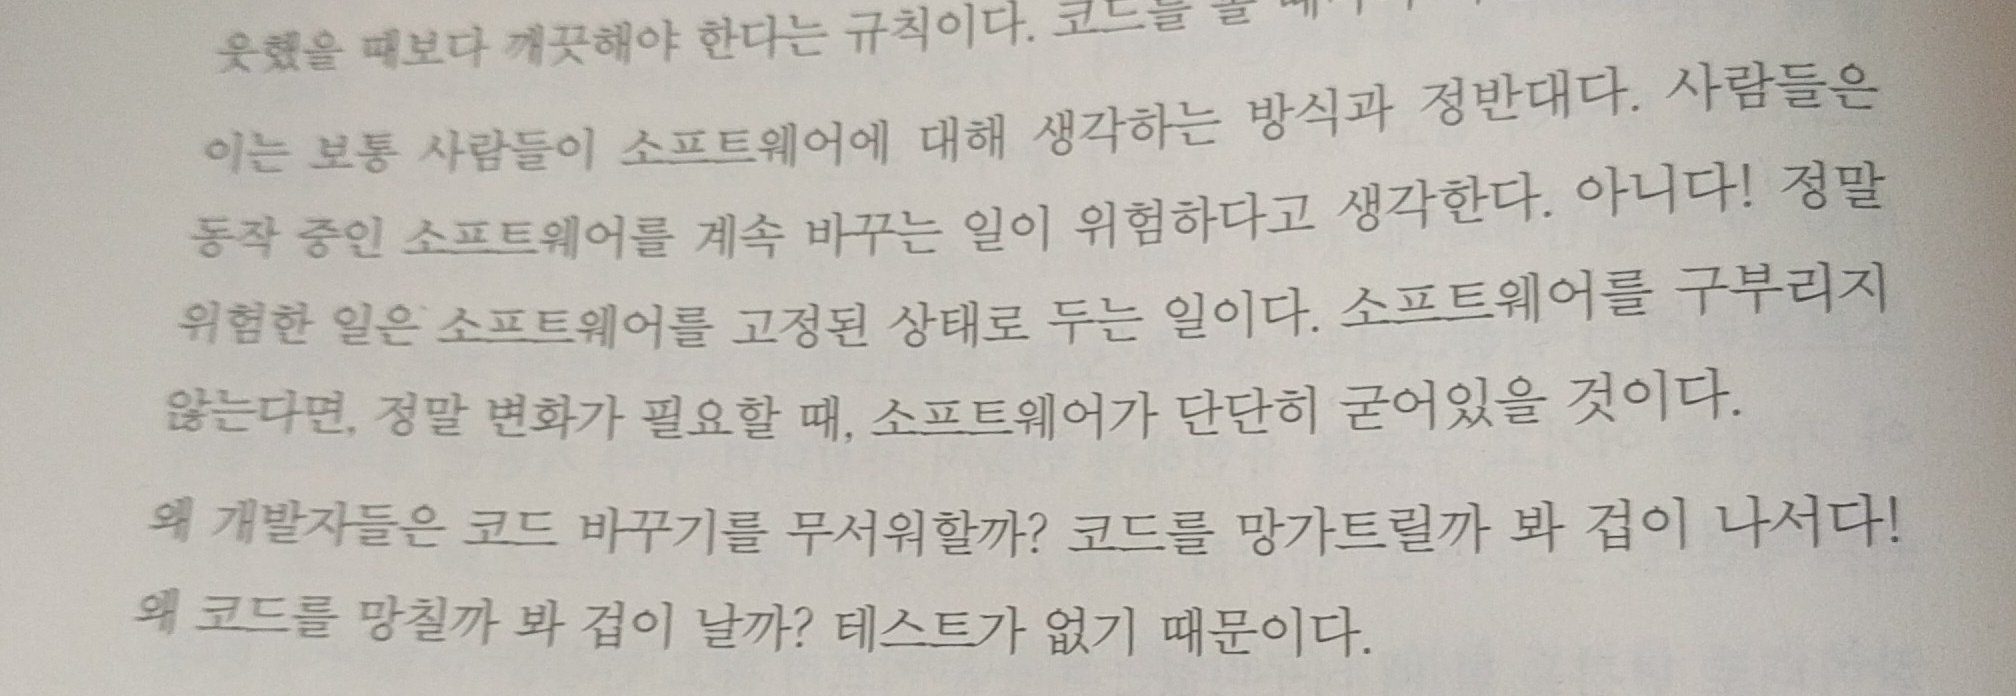 때보다 깨끗해야 한다는 규칙이다. 코드를
이는 보통 사람들이 소프트웨어에 대해 생각하는 방식과 정반대다. 사람들은
동작 중인 소프트웨어를 계속 바꾸는 일이 위험하다고 생각한다. 아니다! 정말
위험한 일은 소프트웨어를 고정된 상태로 두는 일이다. 소프트웨어를 구부리지
않는다면, 정말 변화가 필요할 때, 소프트웨어가 단단히 굳어있을 것이다.
왜 개발자들은 코드 바꾸기를 무서워할까? 코드를 망가트릴까 봐 겁이 나서다!
왜 코드를 망칠까 봐 겁이 날까? 테스트가 없기 때문이다.